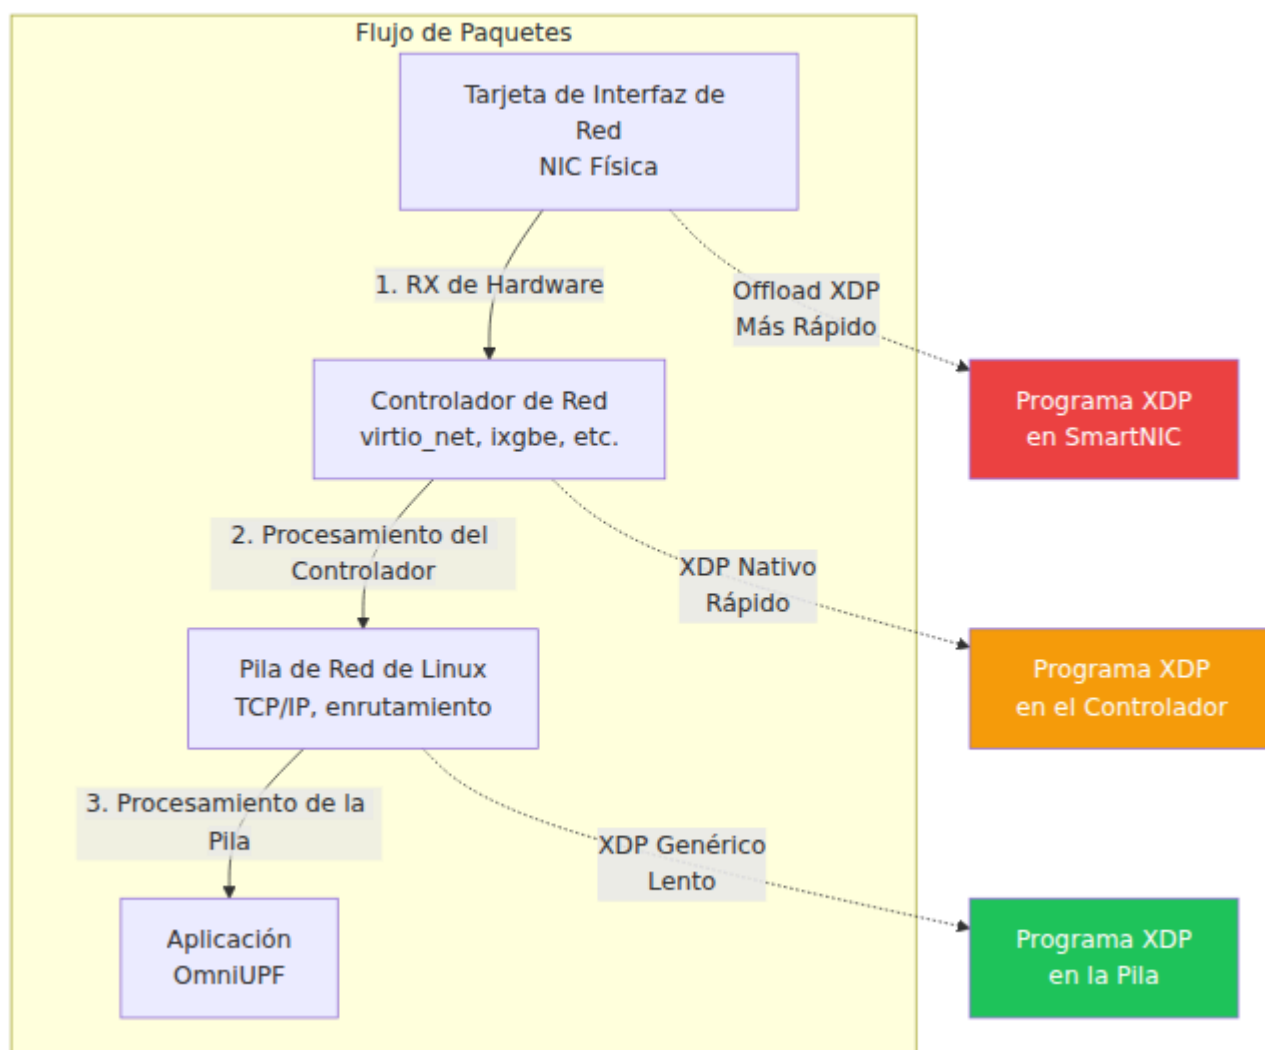 Flujo de Paquetes
Tarjeta de Interfaz de
Red
NIC Física
1. RX de Hardware
Offload XDP
Más Rápido
Controlador de Red
virtio_net, ixgbe, etc.
Programa XDP
en SmartNIC
2. Procesamiento del
Controlador
XDP Nativo
Rápido
Pila de Red de Linux
TCP/IP, enrutamiento
Programa XDP
en el Controlador
3. Procesamiento de la
Pila
XDP Genérico
Lento
Aplicación
OmniUPF
Programa XDP
en la Pila